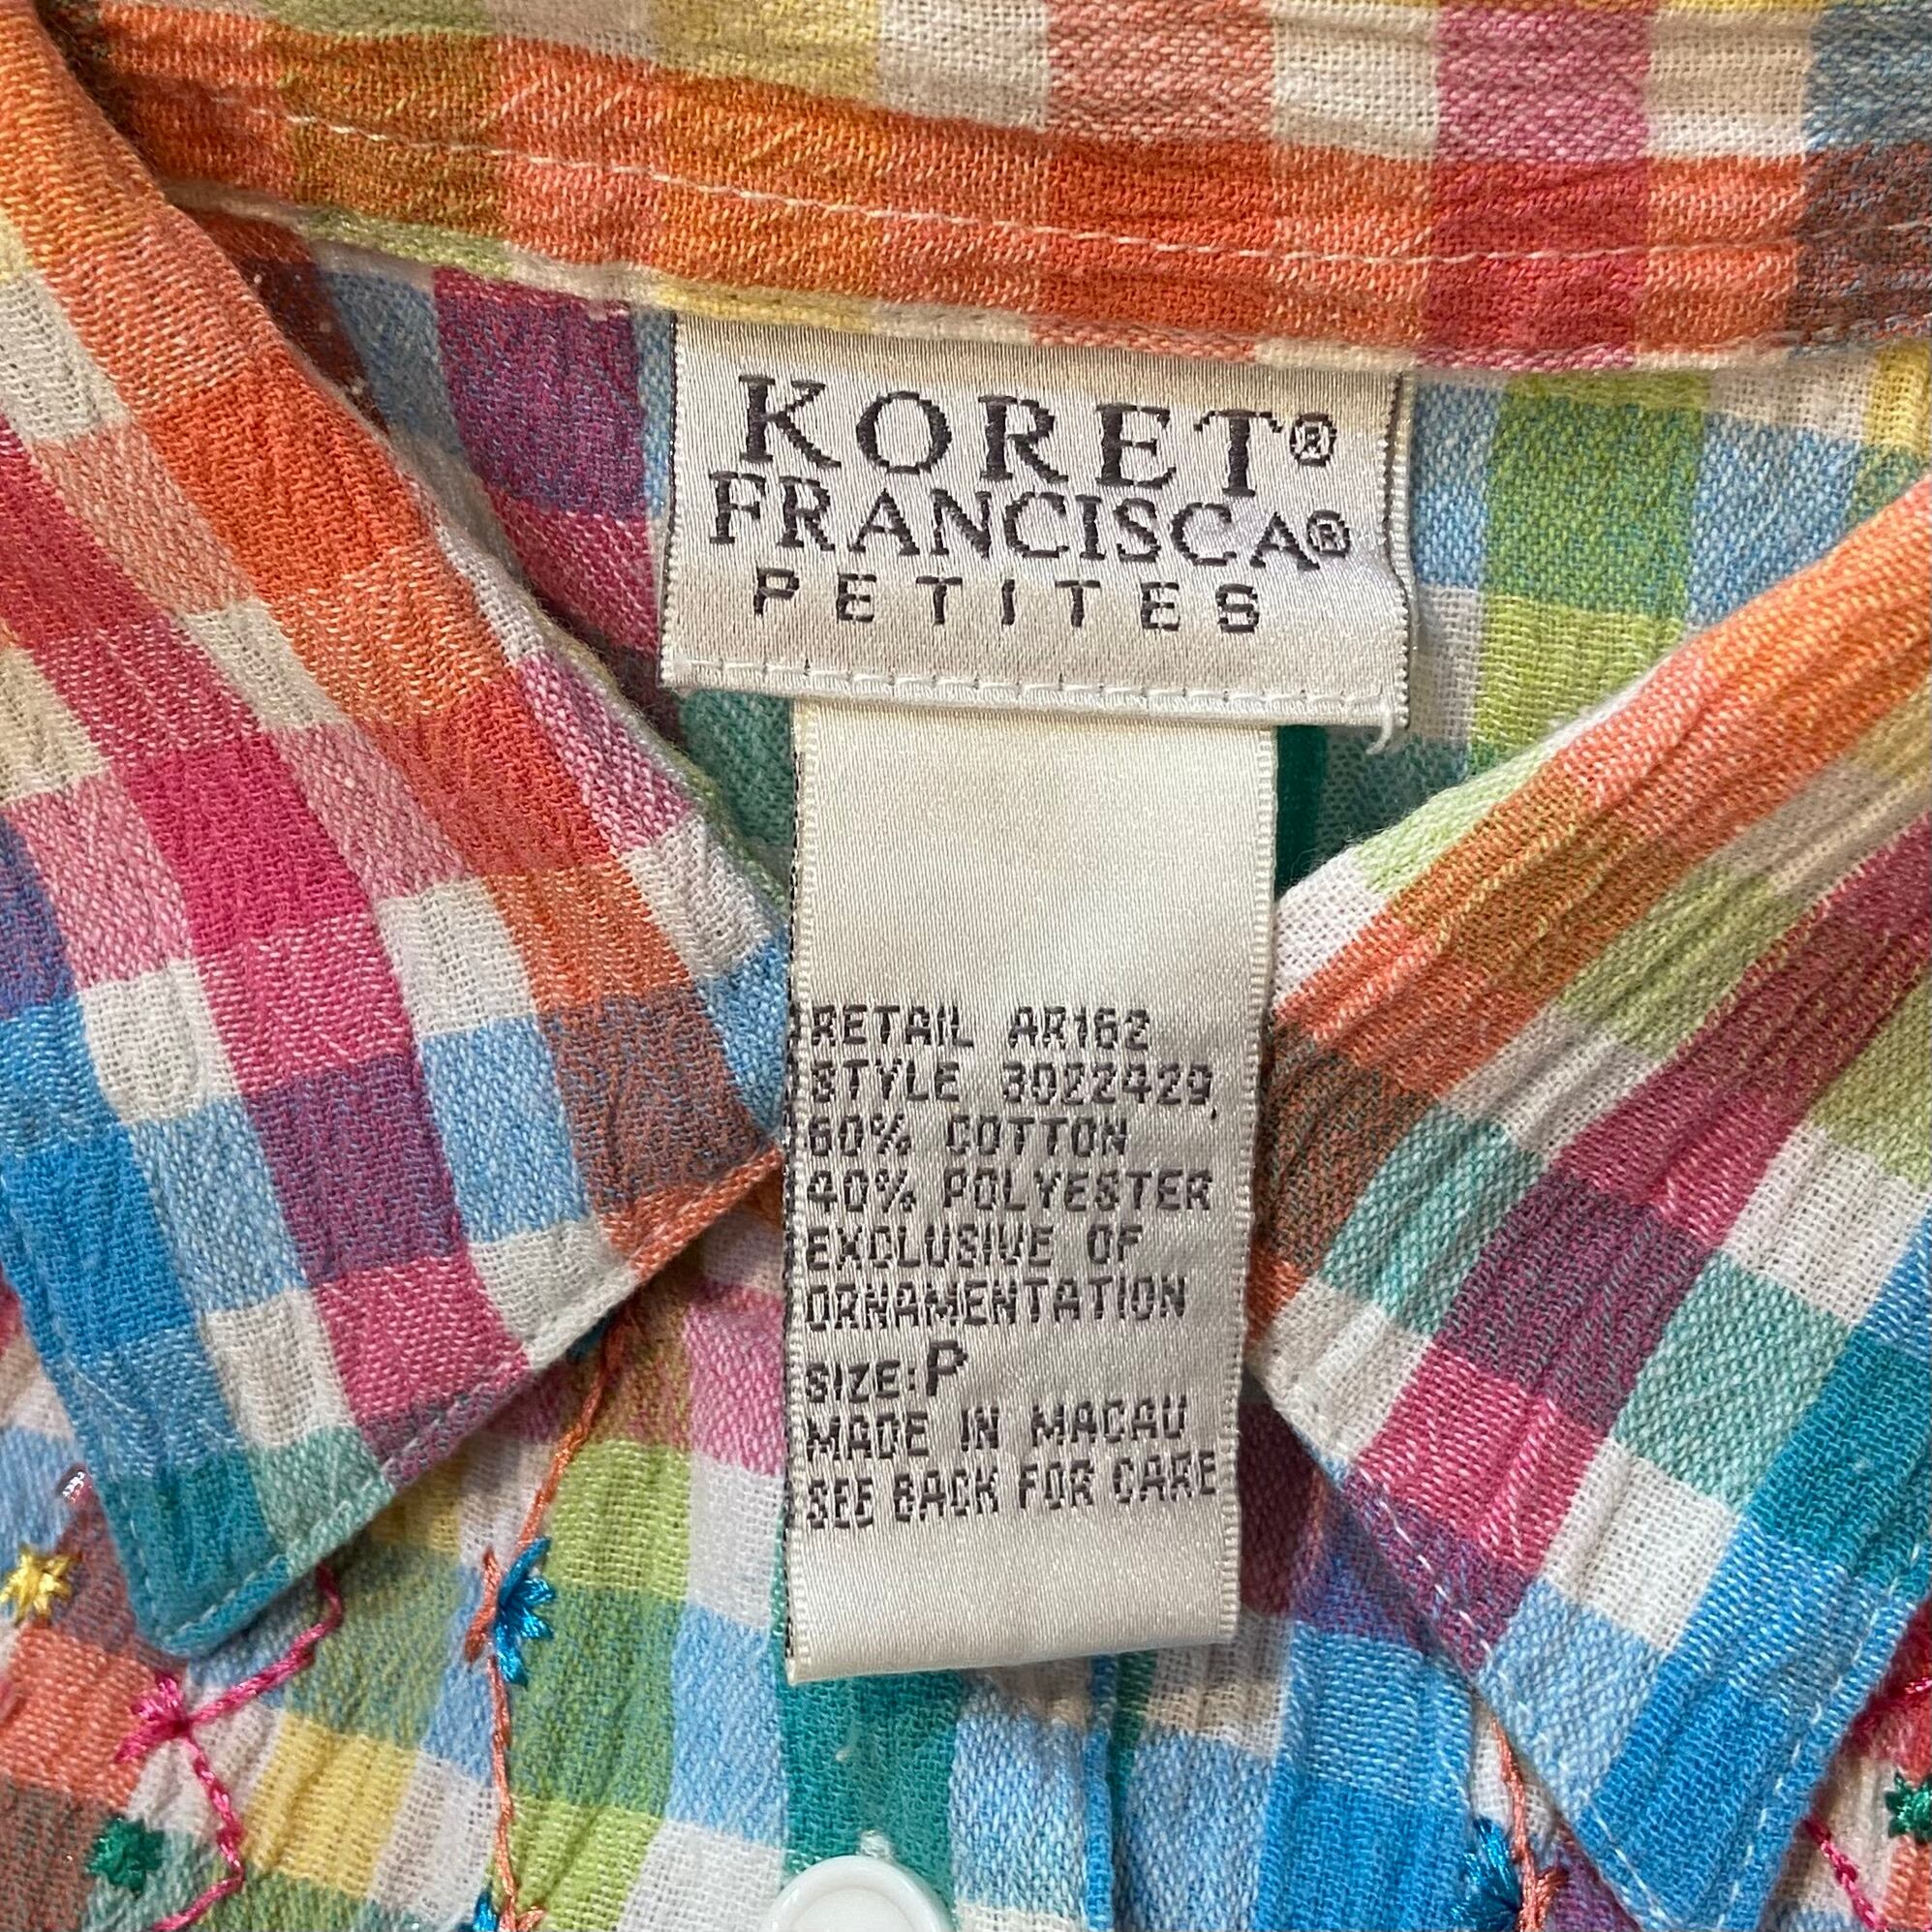 KORET®
FRANCISCA®
PETITES
RETAIL AR162
STYLE 3022429
60% COTTON
40% POLYESTER
EXCLUSIVE OF
ORNAMENTATION
SIZE: P
MADE IN MACAU
SEE BACK FOR CARE